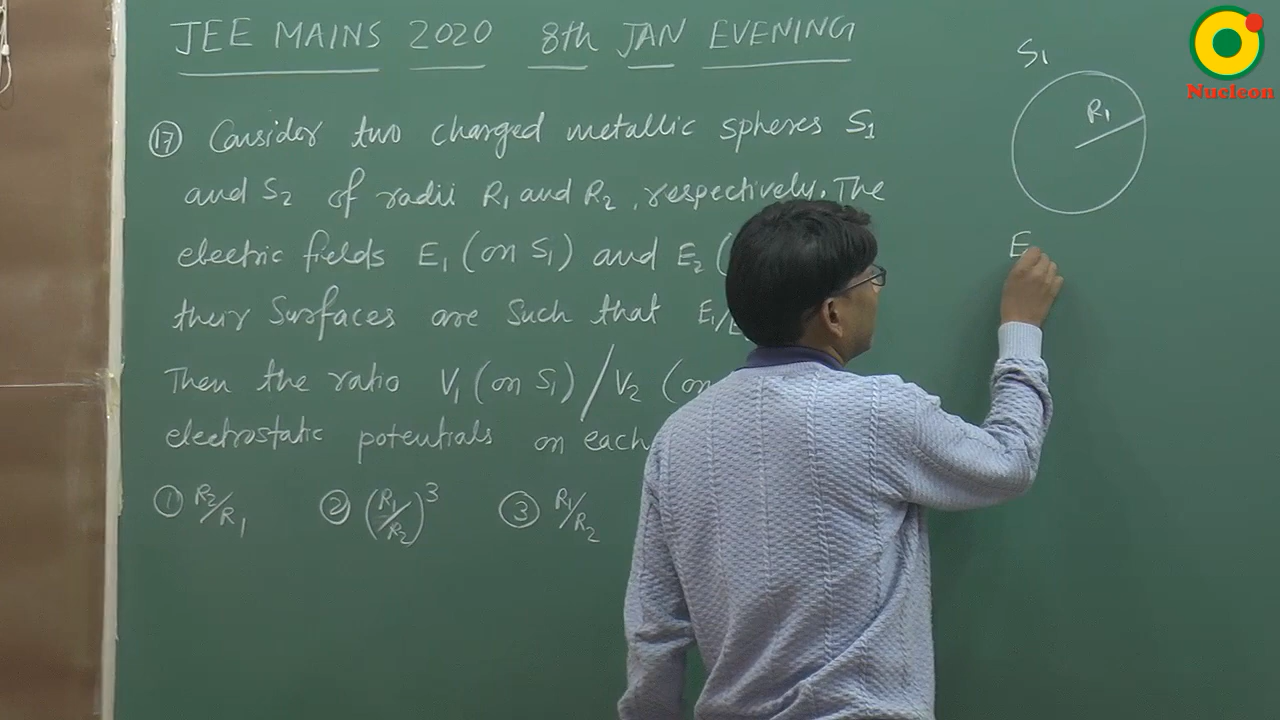 JEE MAINS 2020 8th JAN EVENING
17 Consider two charged metallic spheres S1
and S2 of radii R1 and R2, respectively. The
electric fields E1 (on S1) and E2 (
their Surfaces are such that E1/
Then the ratio V1 (on S1) / V2 (on
electrostatic potentials on each
1 R2/R1 2 (R1/R2)^3 3 R1/R2
S1
R1
E
Nucleon